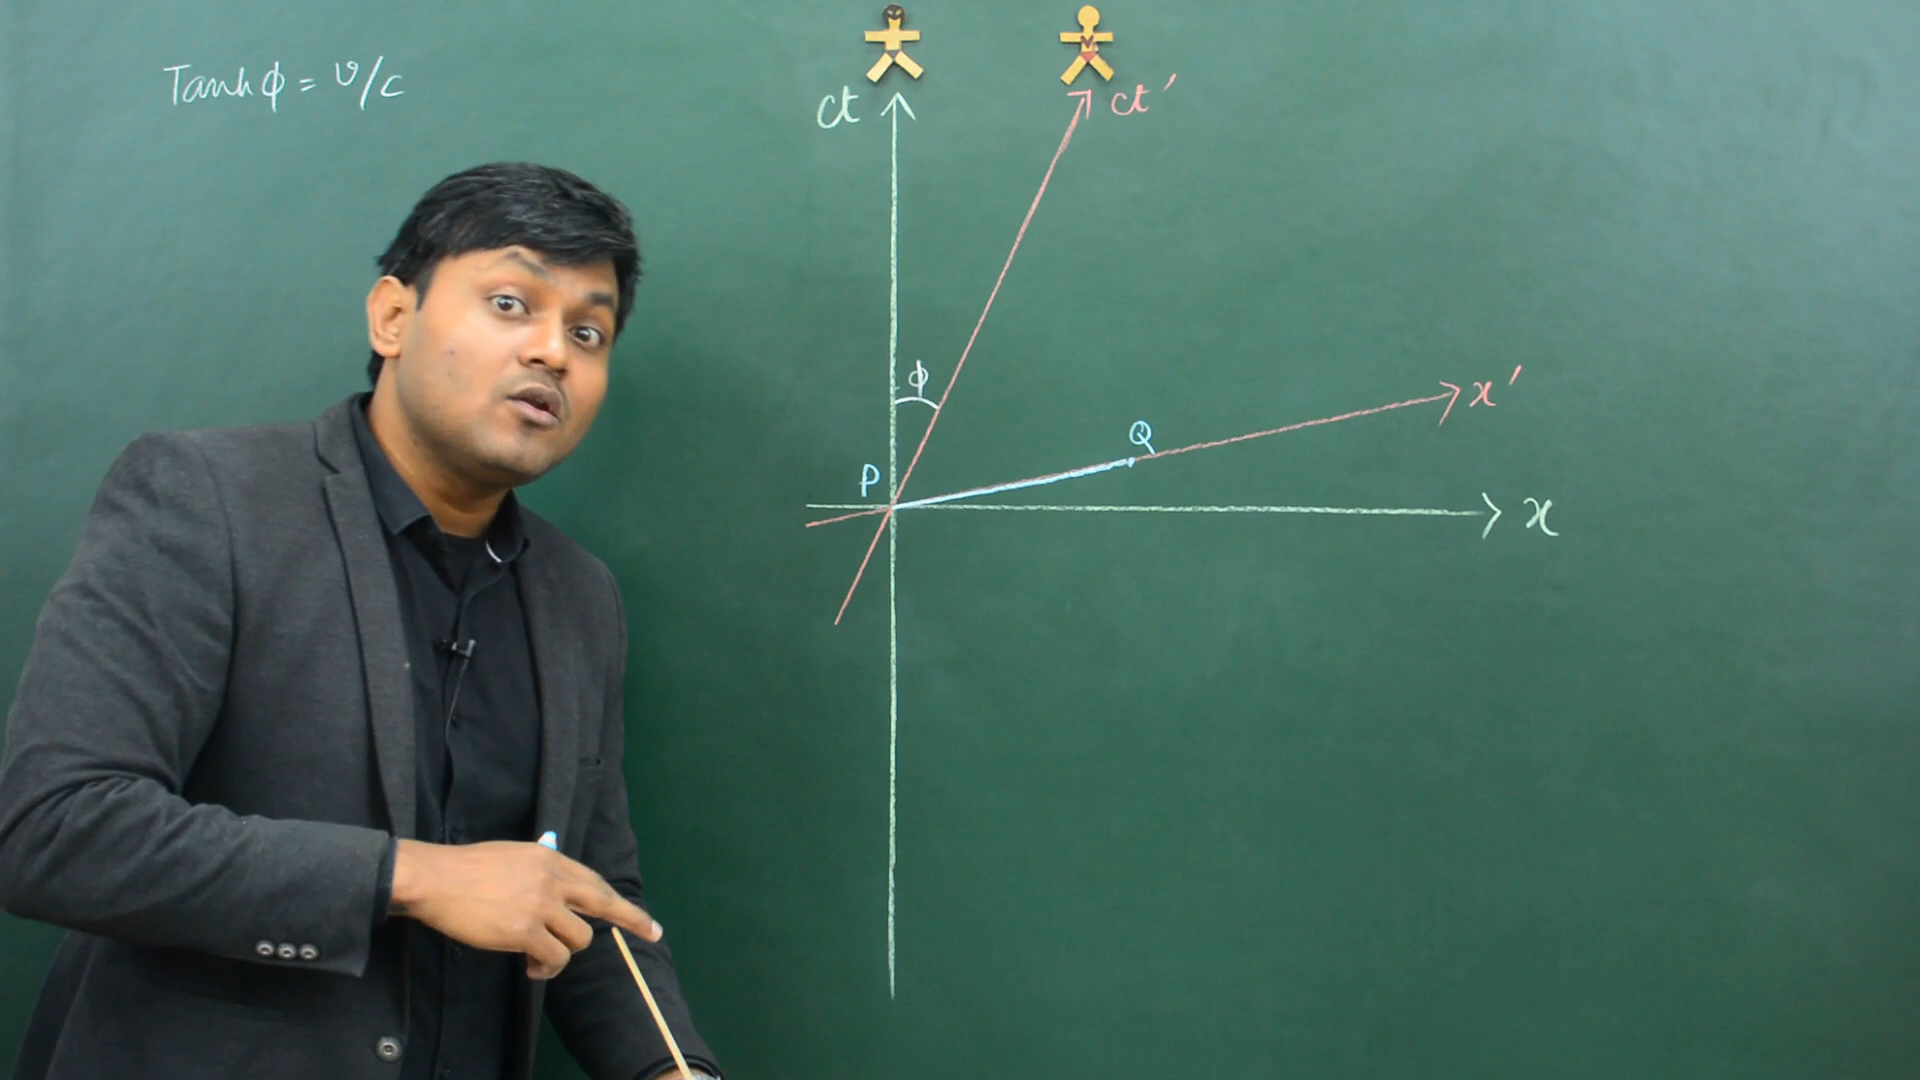 Tanh ϕ = v/c
ct
ct′
ϕ
x′
Q
P
x